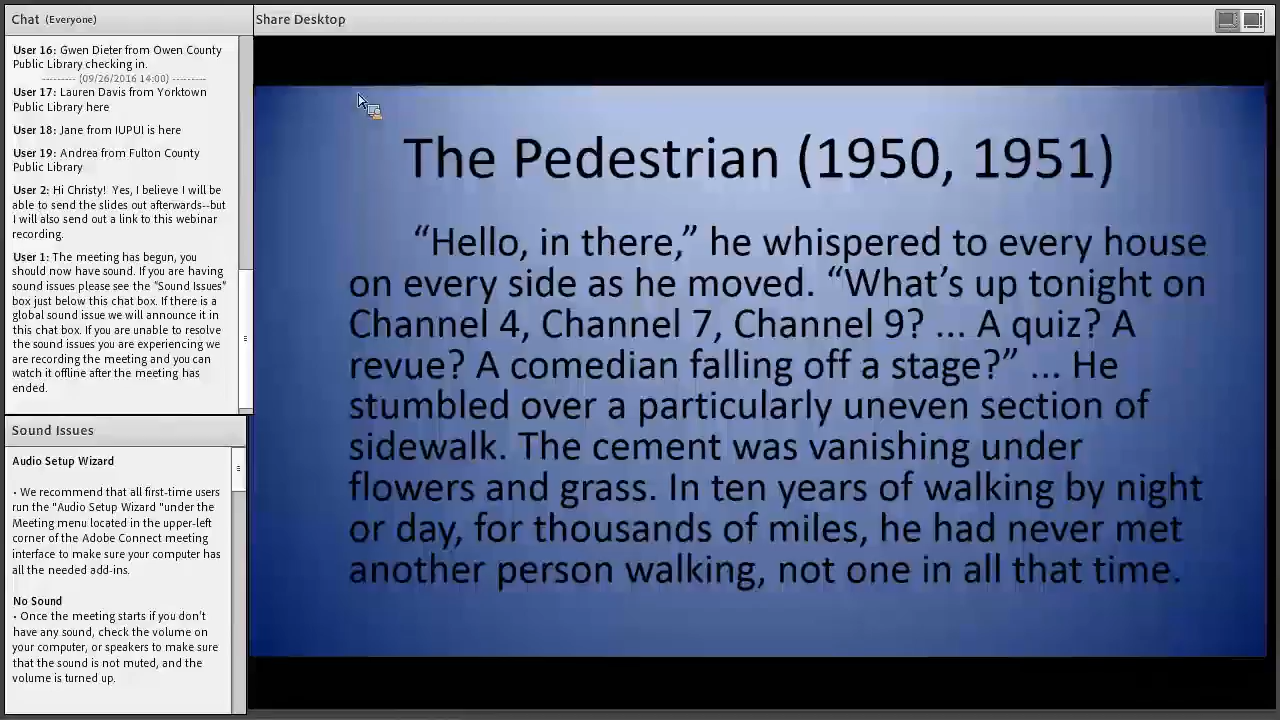 Chat (Everyone)
User 16: Gwen Dieter from Owen County
Public Library checking in.
--------- (09/26/2016 14:00) ---------
User 17: Lauren Davis from Yorktown
Public Library here
User 18: Jane from IUPUI is here
User 19: Andrea from Fulton County
Public Library
User 2: Hi Christy!  Yes, I believe I will be
able to send the slides out afterwards--but
I will also send out a link to this webinar
recording.
User 1: The meeting has begun, you
should now have sound. If you are having
sound issues please see the "Sound Issues"
box just below this chat box. If there is a
global sound issue we will announce it in
this chat box. If you are unable to resolve
the sound issues you are experiencing we
are recording the meeting and you can
watch it offline after the meeting has
ended.
Sound Issues
Audio Setup Wizard
• We recommend that all first-time users
run the "Audio Setup Wizard "under the
Meeting menu located in the upper-left
corner of the Adobe Connect meeting
interface to make sure your computer has
all the needed add-ins.
No Sound
• Once the meeting starts if you don't
have any sound, check the volume on
your computer, or speakers to make sure
that the sound is not muted, and the
volume is turned up.
Share Desktop
The Pedestrian (1950, 1951)
“Hello, in there,” he whispered to every house
on every side as he moved. “What’s up tonight on
Channel 4, Channel 7, Channel 9? ... A quiz? A
revue? A comedian falling off a stage?” ... He
stumbled over a particularly uneven section of
sidewalk. The cement was vanishing under
flowers and grass. In ten years of walking by night
or day, for thousands of miles, he had never met
another person walking, not one in all that time.